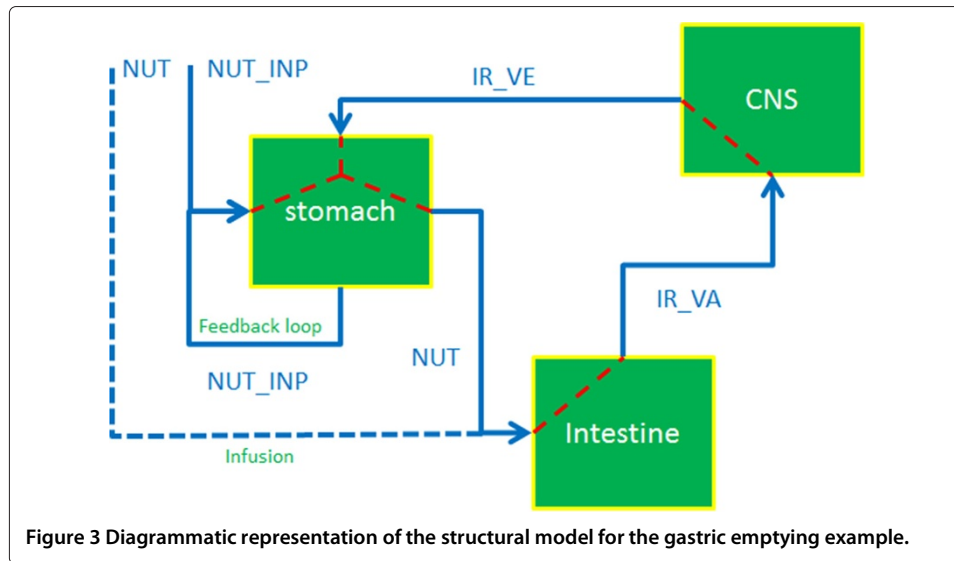 NUT
NUT_INP
IR_VE
CNS
stomach
IR_VA
Feedback loop
NUT
NUT_INP
Intestine
Infusion
Figure 3 Diagrammatic representation of the structural model for the gastric emptying example.